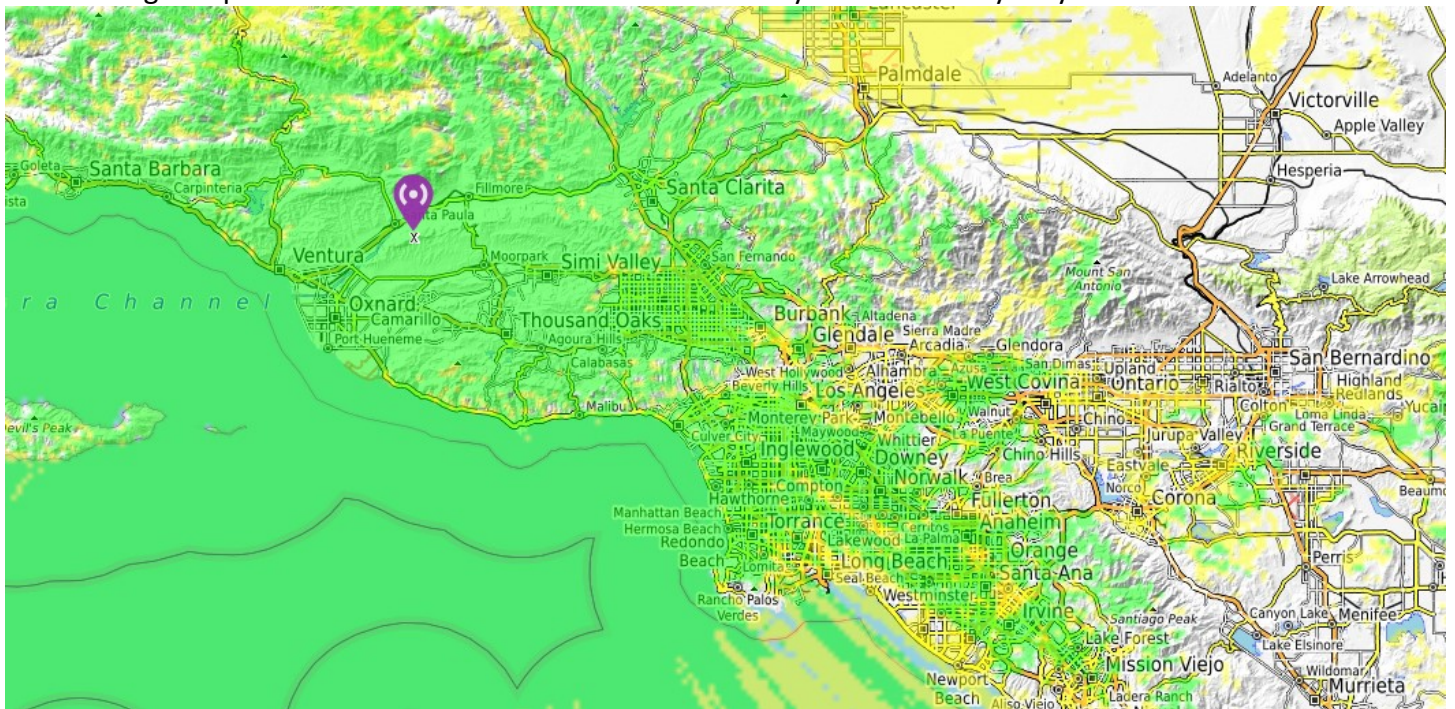 Lancaster
Palmdale
Adelanto
Victorville
Apple Valley
Hesperia
Goleta
Santa Barbara
Carpinteria
Fillmore
Santa Clarita
X
Ventura
Moorpark
Simi Valley
San Fernando
Mount San
Antonio
Lake Arrowhead
Oxnard
Camarillo
Thousand Oaks
Burbank
Altadena
Glendale
Sierra Madre
Arcadia
Glendora
Port Hueneme
Agoura Hills
Calabasas
San Bernardino
West Hollywood
Alhambra
Azusa
San Dimas
Upland
Beverly Hills
Los Angeles
West Covina
Ontario
Rialto
Highland
Redlands
Malibu
Monterey Park
Montebello
Walnut
Chino
Colton
Loma Linda
Grand Terrace
Devil's Peak
Culver City
Maywood
Whittier
La Puente
Chino Hills
Jurupa Valley
Riverside
Inglewood
Downey
Eastvale
Compton
Norwalk
Brea
Norco
Hawthorne
Fullerton
Corona
Manhattan Beach
Hermosa Beach
Torrance
Cerritos
Anaheim
Redondo
Beach
Lakewood
La Palma
Orange
Lomita
Long Beach
Santa Ana
Perris
Seal Beach
Rancho Palos
Verdes
Westminster
Irvine
Santiago Peak
Canyon Lake
Menifee
Lake Forest
Lake Elsinore
Mission Viejo
Newport
Beach
Wildomar
Aliso Viejo
Ladera Ranch
Murrieta